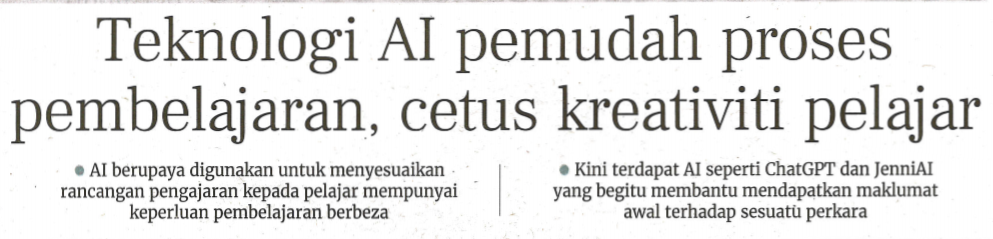 Teknologi AI pemudah proses
pembelajaran, cetus kreativiti pelajar
● AI berupaya digunakan untuk menyesuaikan
rancangan pengajaran kepada pelajar mempunyai
keperluan pembelajaran berbeza
● Kini terdapat AI seperti ChatGPT dan JenniAI
yang begitu membantu mendapatkan maklumat
awal terhadap sesuatu perkara